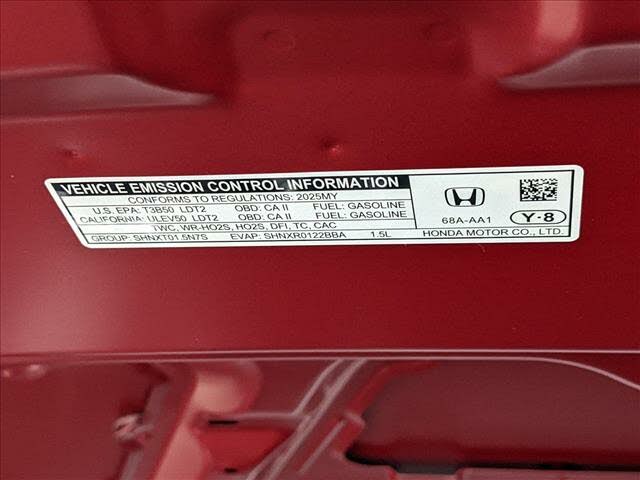 VEHICLE EMISSION CONTROL INFORMATION
CONFORMS TO REGULATIONS: 2025MY
U.S. EPA: T3B50 LDT2 OBD: CA II FUEL: GASOLINE
CALIFORNIA: ULEV50 LDT2 OBD: CA II FUEL: GASOLINE
TWC, WR-HO2S, HO2S, DFI, TC, CAC
GROUP: SHNXT01.5N7S EVAP: SHNXR0122BBA 1.5L
68A-AA1
Y-8
HONDA MOTOR CO., LTD.